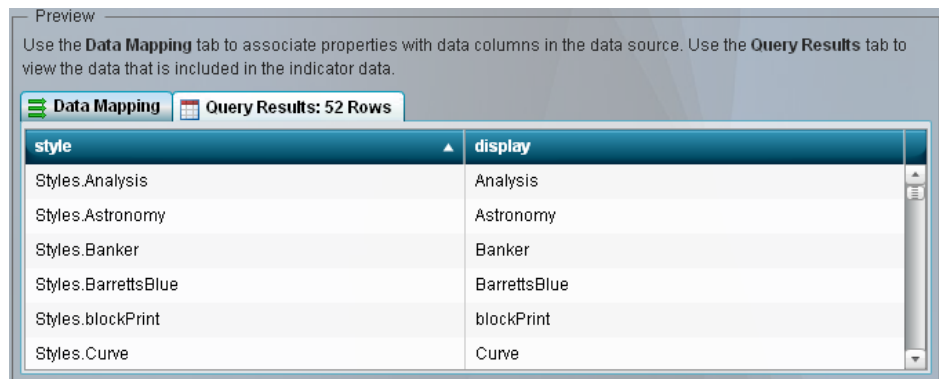 Preview
Use the Data Mapping tab to associate properties with data columns in the data source. Use the Query Results tab to
view the data that is included in the indicator data.
Data Mapping Query Results: 52 Rows
style display
Styles.Analysis Analysis
Styles.Astronomy Astronomy
Styles.Banker Banker
Styles.BarrettsBlue BarrettsBlue
Styles.blockPrint blockPrint
Styles.Curve Curve